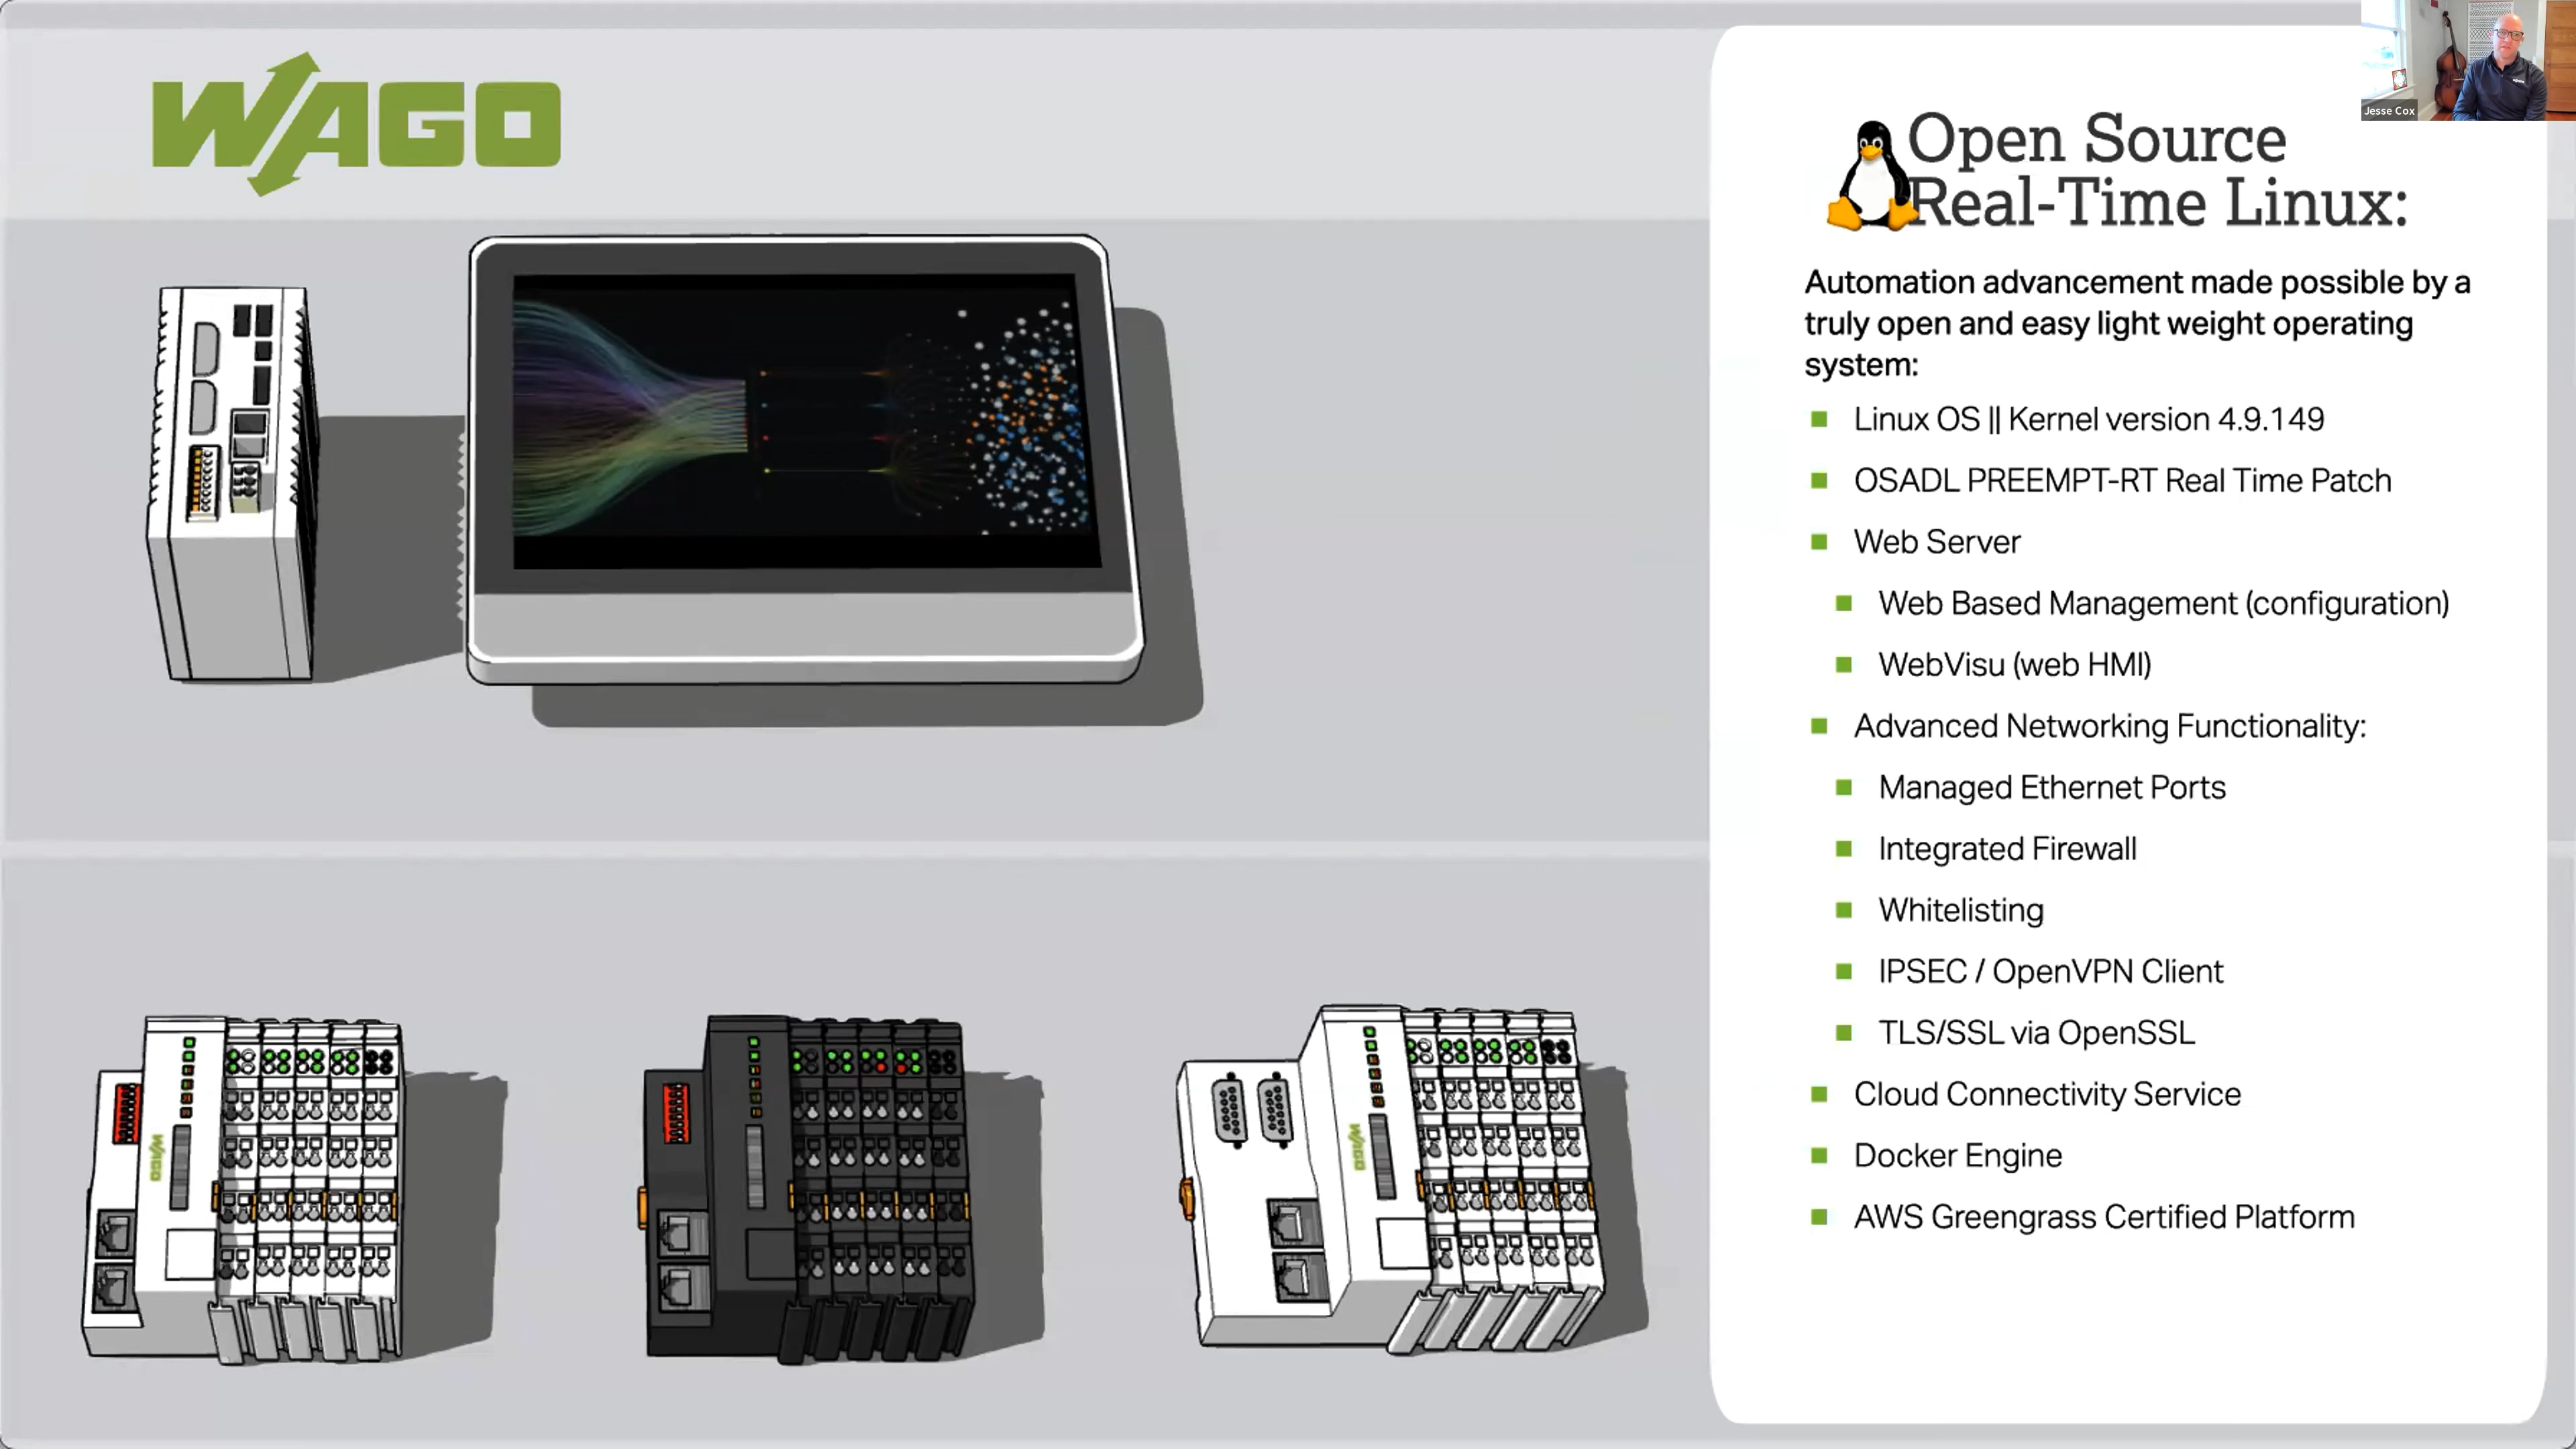 WAGO
Jesse Cox
Open Source
Real-Time Linux:
Automation advancement made possible by a
truly open and easy light weight operating
system:
Linux OS || Kernel version 4.9.149
OSADL PREEMPT-RT Real Time Patch
Web Server
Web Based Management (configuration)
WebVisu (web HMI)
Advanced Networking Functionality:
Managed Ethernet Ports
Integrated Firewall
Whitelisting
IPSEC / OpenVPN Client
TLS/SSL via OpenSSL
Cloud Connectivity Service
Docker Engine
AWS Greengrass Certified Platform
WAGO
WAGO